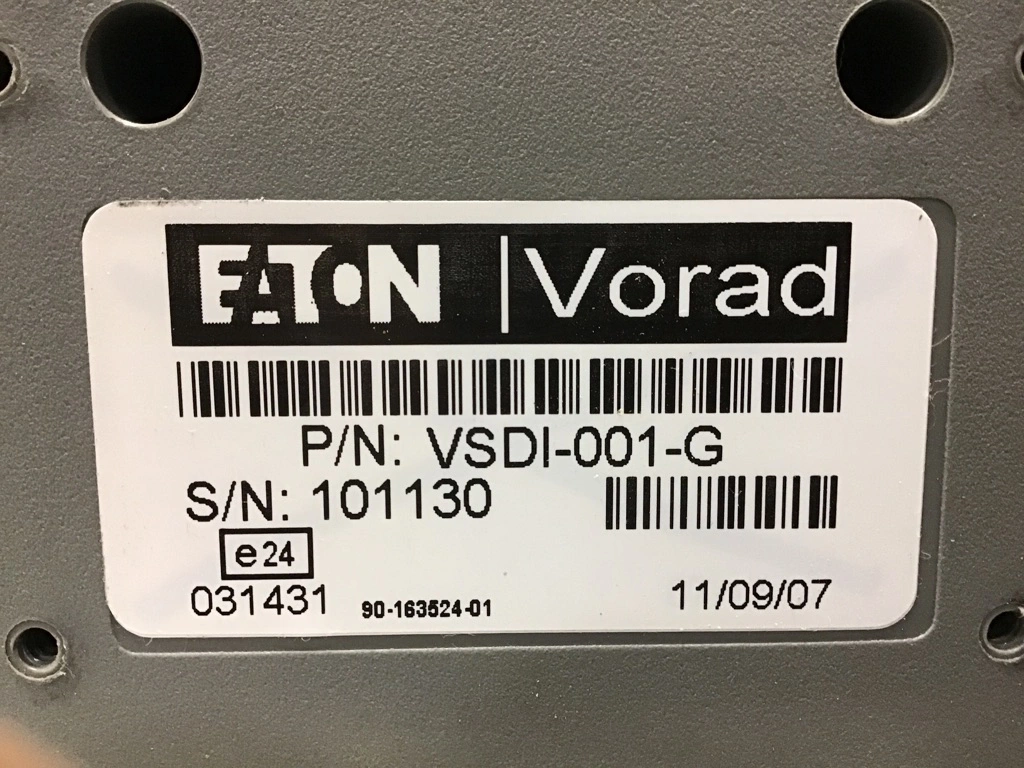 EATON | Vorad
P/N: VSDI-001-G
S/N: 101130
e24
031431 90-163524-01 11/09/07